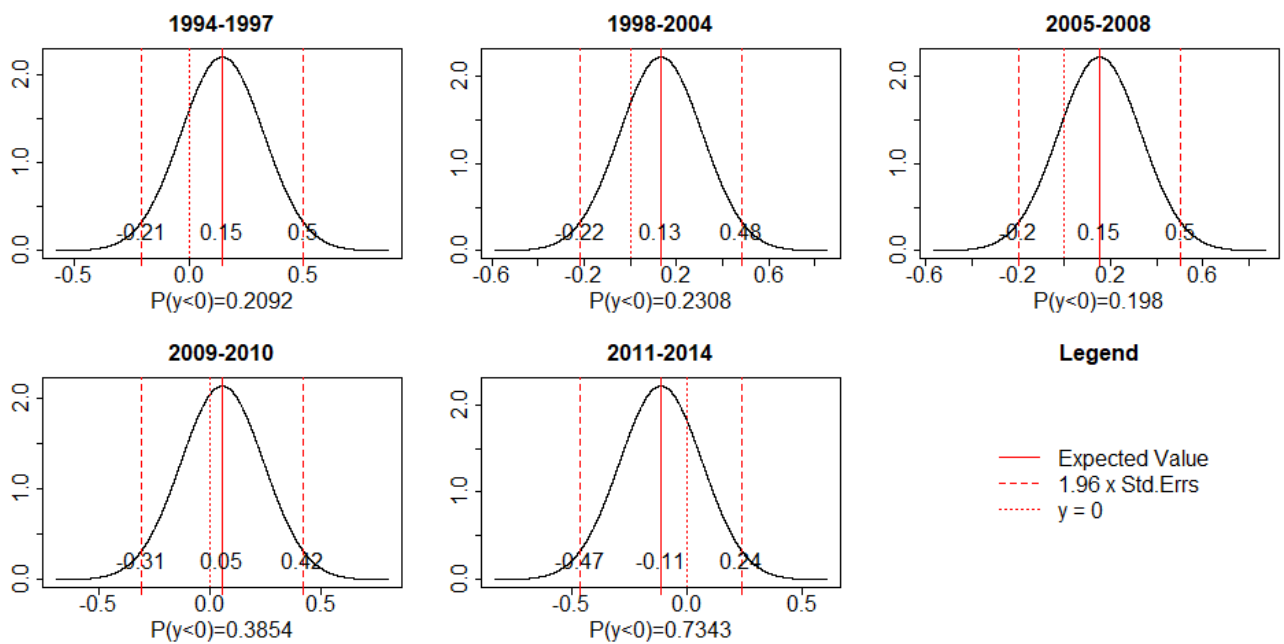 1994-1997
2.0
1.0
0.0
-0.21 0.15 0.5
-0.5 0.0 0.5
P(y<0)=0.2092
1998-2004
2.0
1.0
0.0
-0.22 0.13 0.48
-0.6 -0.2 0.2 0.6
P(y<0)=0.2308
2005-2008
2.0
1.0
0.0
-0.2 0.15 0.5
-0.6 -0.2 0.2 0.6
P(y<0)=0.198
2009-2010
2.0
1.0
0.0
-0.31 0.05 0.42
-0.5 0.0 0.5
P(y<0)=0.3854
2011-2014
2.0
1.0
0.0
-0.47 -0.11 0.24
-0.5 0.0 0.5
P(y<0)=0.7343
Legend
Expected Value
1.96 x Std.Errs
y = 0